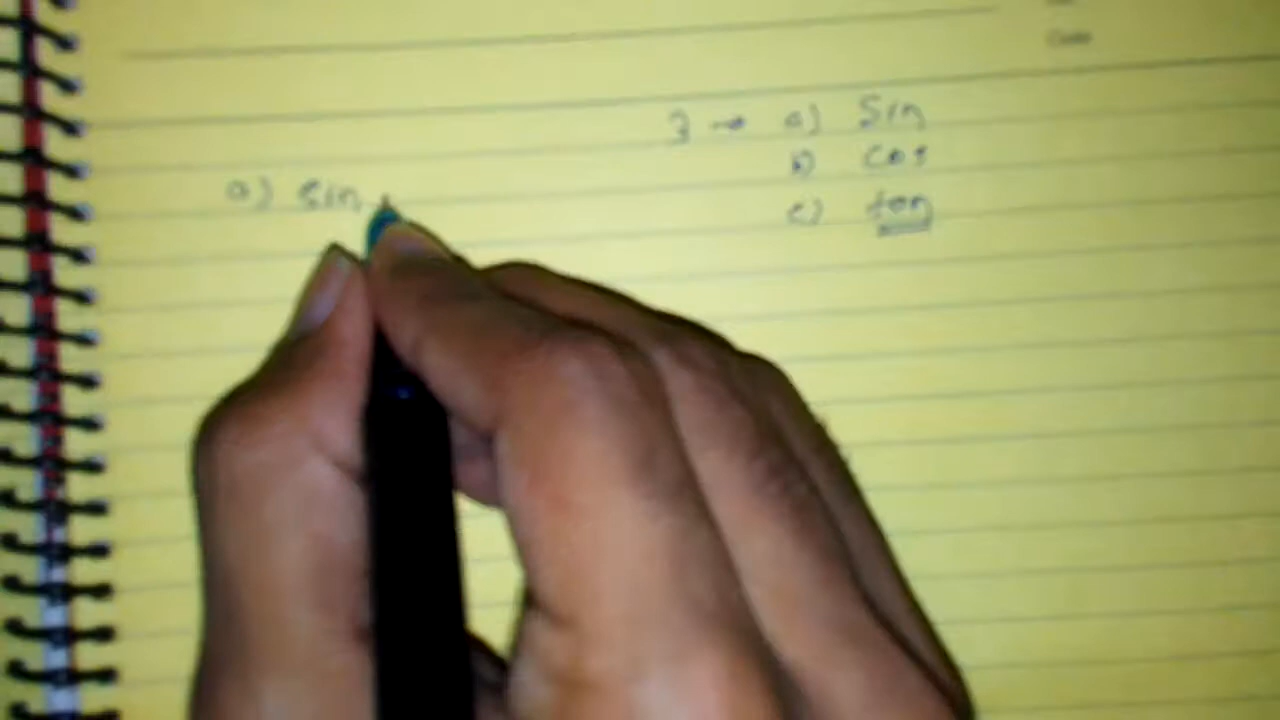 3 → a) Sin
b) cos
c) tan
a) sin